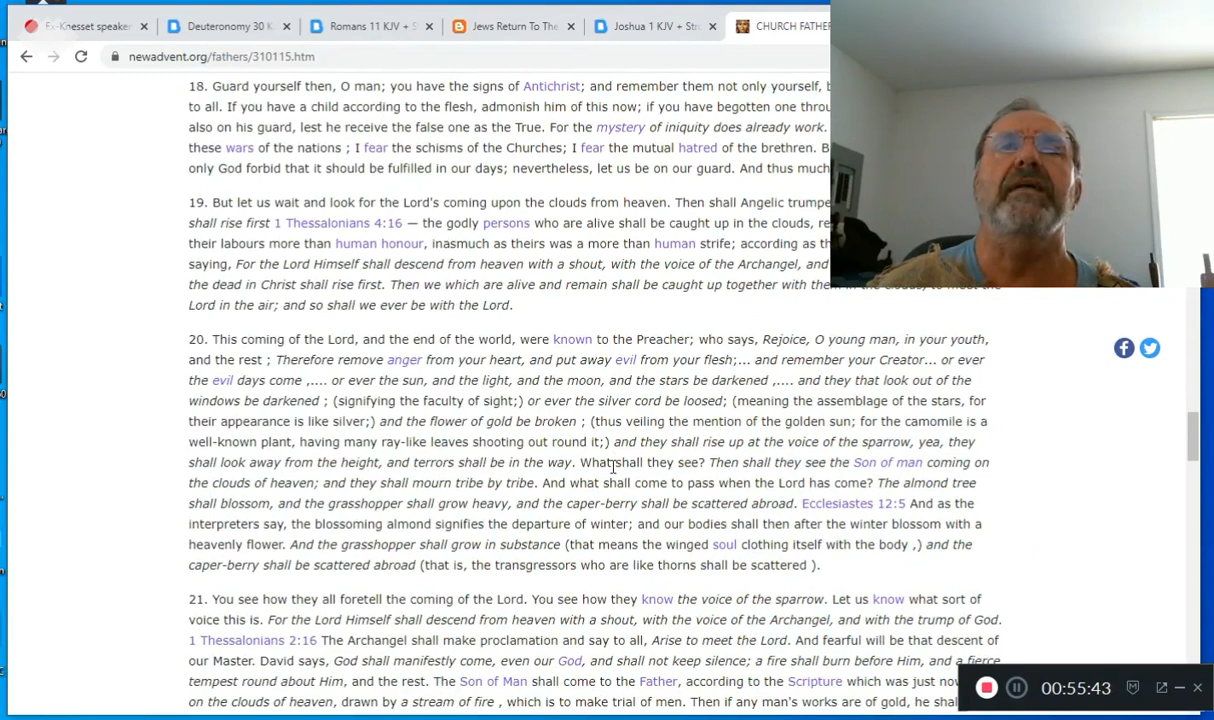 Ex-Knesset speaker
Deuteronomy 30 K
Romans 11 KJV + S
Jews Return To The
Joshua 1 KJV + Str
CHURCH FATHE
newadvent.org/fathers/310115.htm
18. Guard yourself then, O man; you have the signs of Antichrist; and remember them not only yourself,
to all. If you have a child according to the flesh, admonish him of this now; if you have begotten one
also on his guard, lest he receive the false one as the True. For the mystery of iniquity does already work.
these wars of the nations ; I fear the schisms of the Churches; I fear the mutual hatred of the brethren.
only God forbid that it should be fulfilled in our days; nevertheless, let us be on our guard. And thus much
19. But let us wait and look for the Lord's coming upon the clouds from heaven. Then shall Angelic
shall rise first 1 Thessalonians 4:16 — the godly persons who are alive shall be caught up in the clouds,
their labours more than human honour, inasmuch as theirs was a more than human strife; according as
saying, For the Lord Himself shall descend from heaven with a shout, with the voice of the Archangel, and
the dead in Christ shall rise first. Then we which are alive and remain shall be caught up together with them in the clouds, to meet the
Lord in the air; and so shall we ever be with the Lord.
20. This coming of the Lord, and the end of the world, were known to the Preacher; who says, Rejoice, O young man, in your youth,
and the rest ; Therefore remove anger frm your heart, and put away evil from your flesh;... and remember your Creator... or ever
the evil days come ,.... or ever the sun, and the light, and the moon, and the stars be darkened ,.... and they that look out of the
windows be darkened ; (signifying the faculty of sight;) or ever the silver cord be loosed; (meaning the assemblage of the stars, for
their appearance is like silver;) and the flower of gold be broken ; (thus veiling the mention of the golden sun; for the camomile is a
well-known plant, having many ray-like leaves shooting out round it;) and they shall rise up at the voice of the sparrow, yea, they
shall look away from the height, and terrors shall be in the way. What shall they see? Then shall they see the Son of man coming on
the clouds of heaven; and they shall mourn tribe by tribe. And what shall come to pass when the Lord has come? The almond tree
shall blossom, and the grasshopper shall grow heavy, and the caper-berry shall be scattered abroad. Ecclesiastes 12:5 And as the
interpreters say, the blossoming almond signifies the departure of winter; and our bodies shall then after the winter blossom with a
heavenly flower. And the grasshopper shall grow in substance (that means the winged soul clothing itself with the body ,) and the
caper-berry shall be scattered abroad (that is, the transgressors who are like thorns shall be scattered ).
21. You see how they all foretell the coming of the Lord. You see how they know the voice of the sparrow. Let us know what sort of
voice this is. For the Lord Himself shall descend from heaven with a shout, with the voice of the Archangel, and with the trump of God.
1 Thessalonians 2:16 The Archangel shall make proclamation and say to all, Arise to meet the Lord. And fearful will be that descent of
our Master. David says, God shall manifestly come, even our God, and shall not keep silence; a fire shall burn before Him, and a fierce
tempest round about Him, and the rest. The Son of Man shall come to the Father, according to the Scripture which was just now
on the clouds of heaven, drawn by a stream of fire , which is to make trial of men. Then if any man's works are of gold, he shal
00:55:43